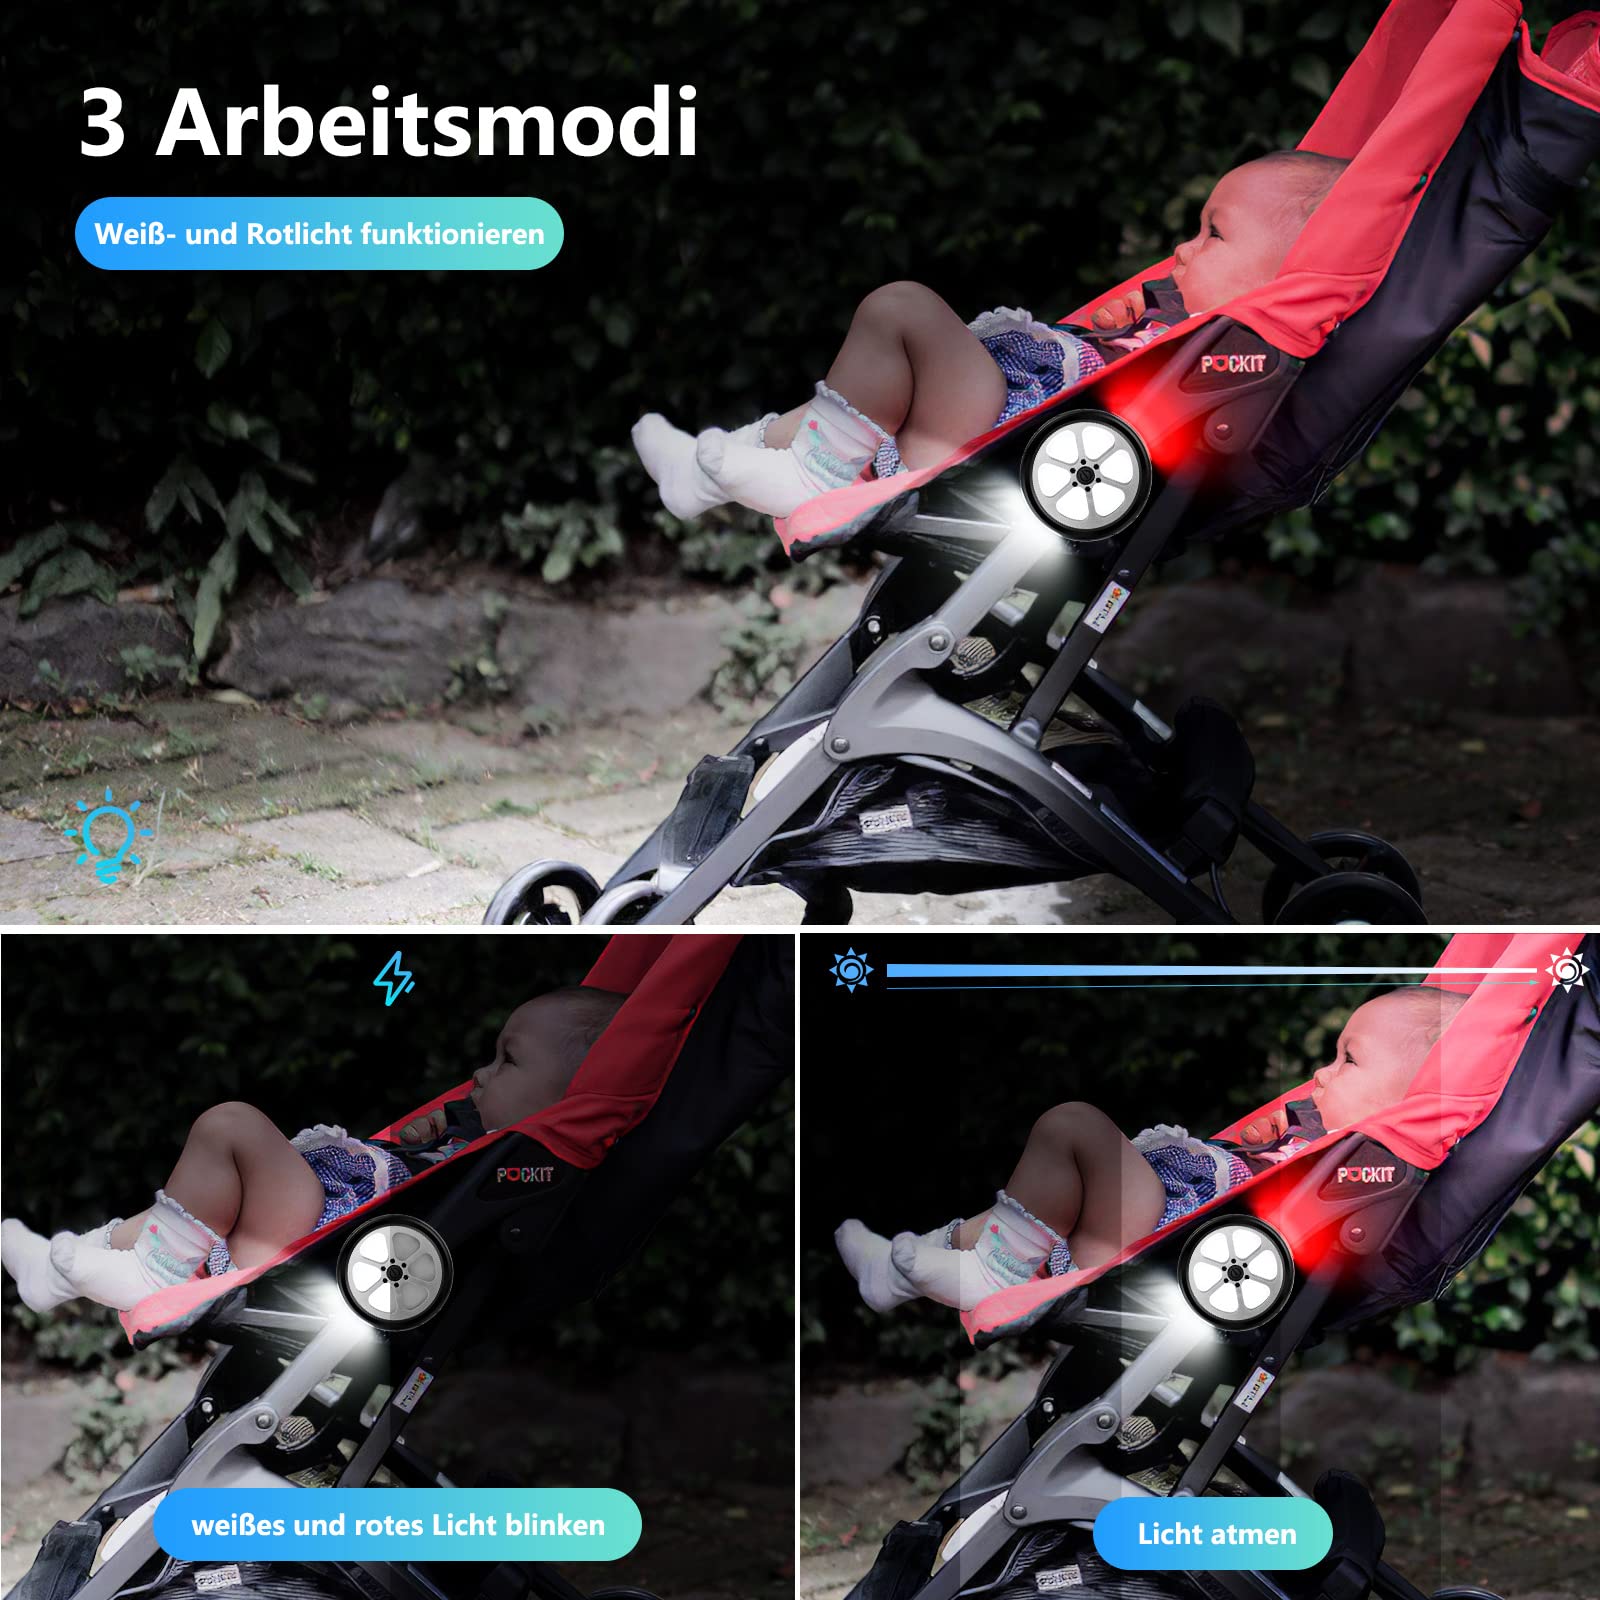 3 Arbeitsmodi
Weiß- und Rotlicht funktionieren
POCKIT
POCKIT
POCKIT
weißes und rotes Licht blinken
Licht atmen